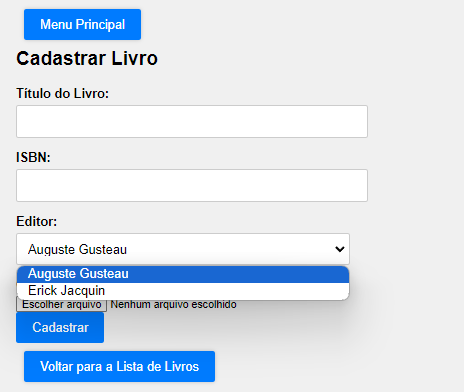 Menu Principal
Cadastrar Livro
Título do Livro:
ISBN:
Editor:
Auguste Gusteau
Auguste Gusteau
Erick Jacquin
Escolher arquivo Nenhum arquivo escolhido
Cadastrar
Voltar para a Lista de Livros